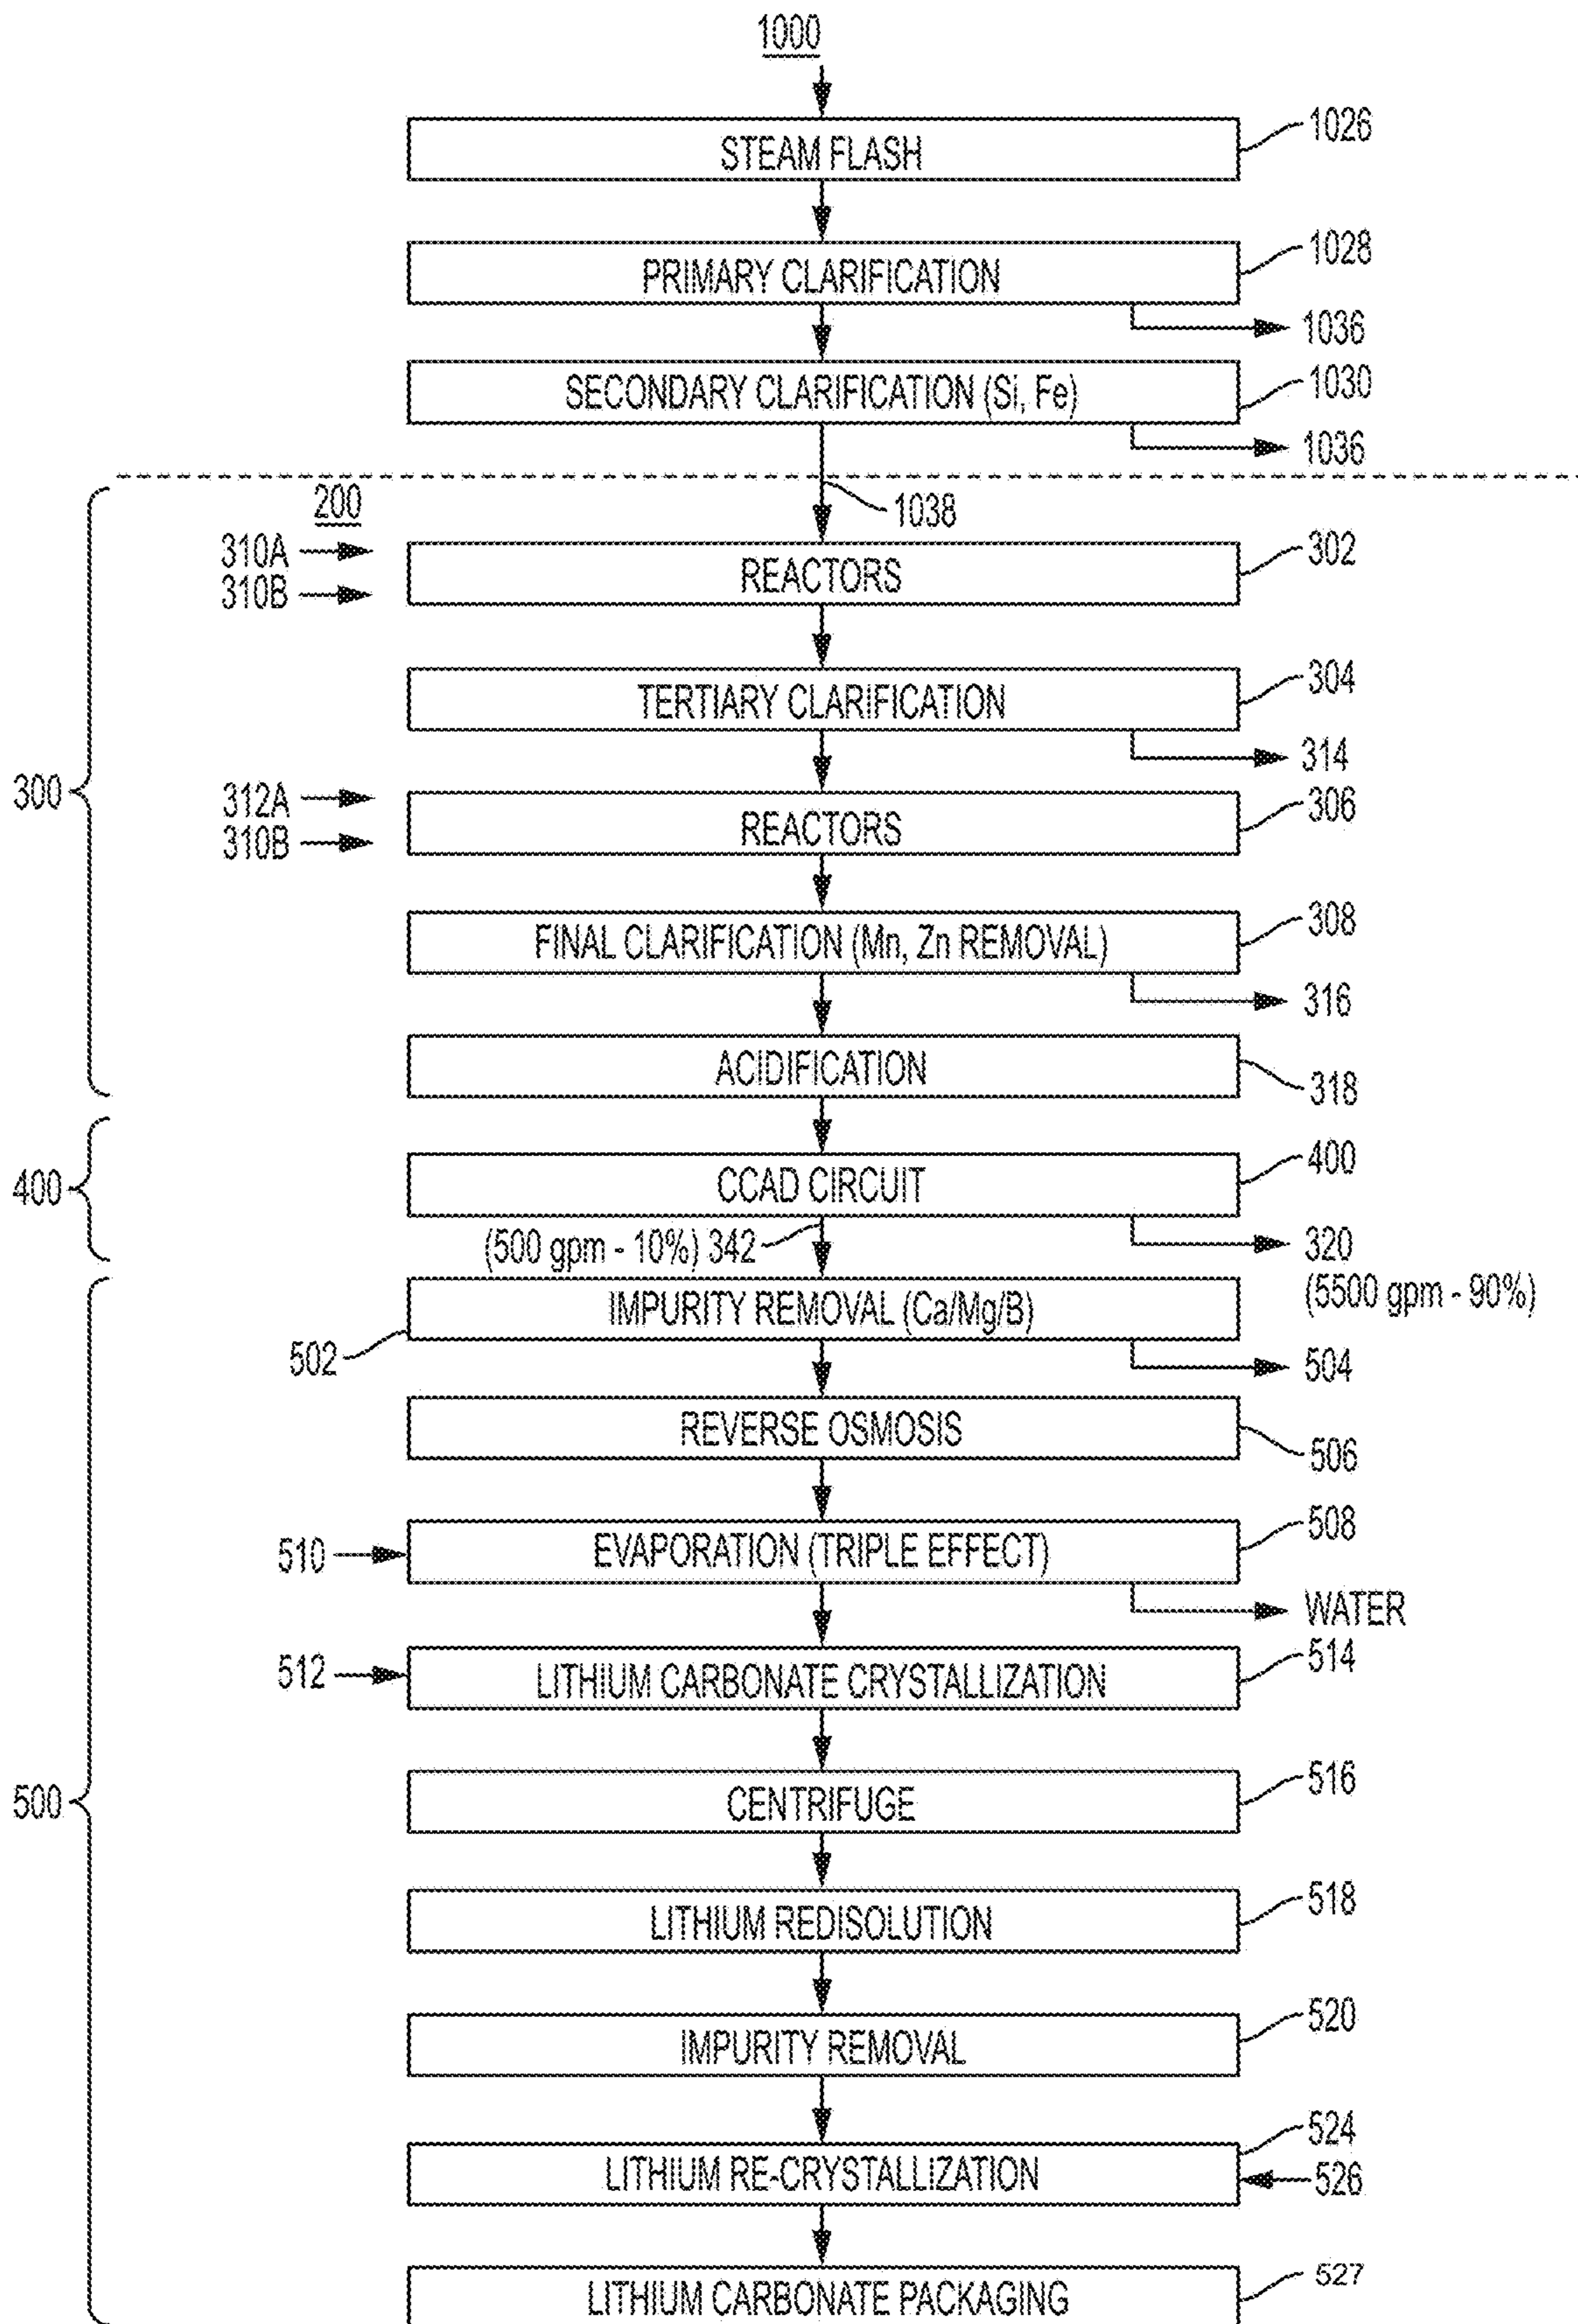 1000
STEAM FLASH
1026
PRIMARY CLARIFICATION
1028
1036
SECONDARY CLARIFICATION (Si, Fe)
1030
1036
200
1038
310A
310B
REACTORS
302
TERTIARY CLARIFICATION
304
314
300
312A
310B
REACTORS
306
FINAL CLARIFICATION (Mn, Zn REMOVAL)
308
316
ACIDIFICATION
318
400
CCAD CIRCUIT
400
(500 gpm - 10%) 342
320
(5500 gpm - 90%)
IMPURITY REMOVAL (Ca/Mg/B)
502
504
REVERSE OSMOSIS
506
510
EVAPORATION (TRIPLE EFFECT)
508
WATER
512
LITHIUM CARBONATE CRYSTALLIZATION
514
500
CENTRIFUGE
516
LITHIUM REDISOLUTION
518
IMPURITY REMOVAL
520
LITHIUM RE-CRYSTALLIZATION
524
526
LITHIUM CARBONATE PACKAGING
527